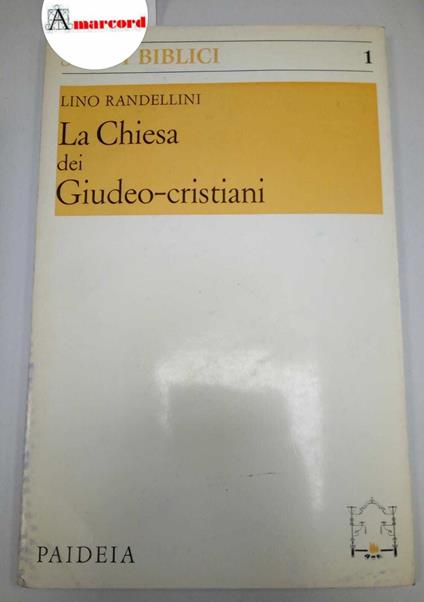 Amarcord
BIBLICI 1
LINO RANDELLINI
La Chiesa
dei
Giudeo-cristiani
PAIDEIA